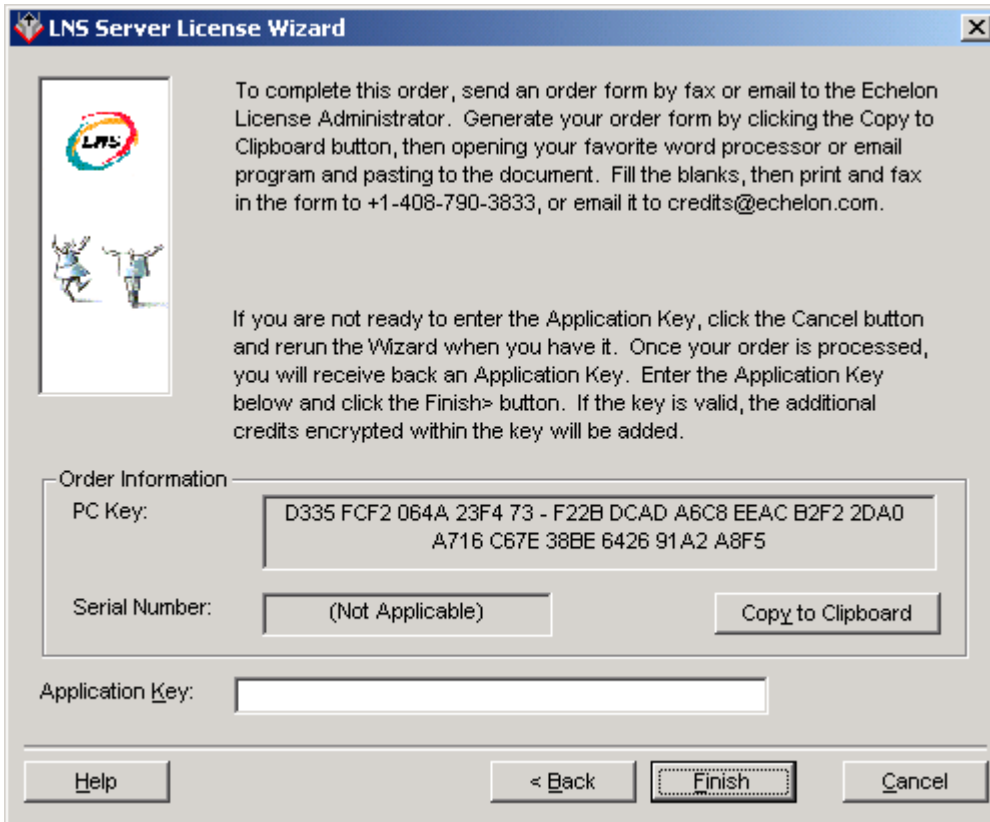 LNS Server License Wizard
LNS
To complete this order, send an order form by fax or email to the Echelon
License Administrator.  Generate your order form by clicking the Copy to
Clipboard button, then opening your favorite word processor or email
program and pasting to the document.  Fill the blanks, then print and fax
in the form to +1-408-790-3833, or email it to credits@echelon.com.
If you are not ready to enter the Application Key, click the Cancel button
and rerun the Wizard when you have it.  Once your order is processed,
you will receive back an Application Key.  Enter the Application Key
below and click the Finish> button.  If the key is valid, the additional
credits encrypted within the key will be added.
Order Information
PC Key:
D335 FCF2 064A 23F4 73 - F22B DCAD A6C8 EEAC B2F2 2DA0
A716 C67E 38BE 6426 91A2 A8F5
Serial Number:
(Not Applicable)
Copy to Clipboard
Application Key:
Help
< Back
Finish
Cancel